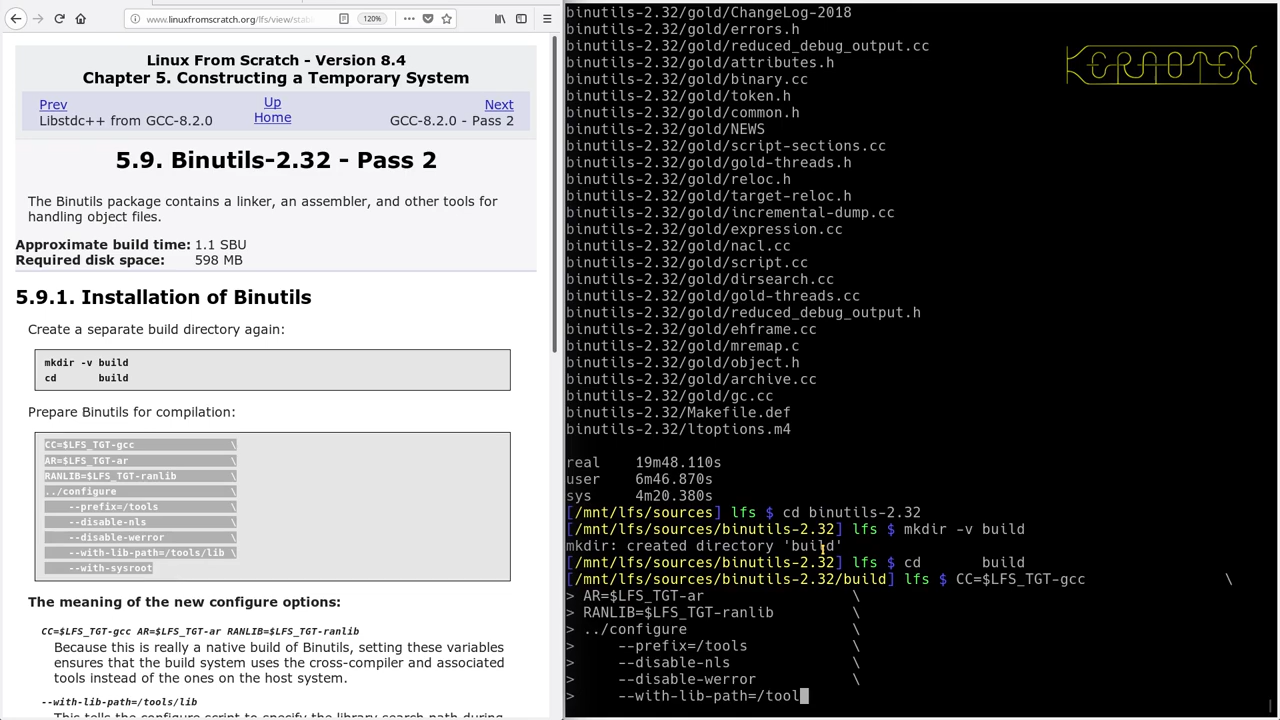 www.linuxfromscratch.org/lfs/view/stab
120%
Linux From Scratch - Version 8.4
Chapter 5. Constructing a Temporary System
Prev
Up
Next
Libstdc++ from GCC-8.2.0
Home
GCC-8.2.0 - Pass 2
5.9. Binutils-2.32 - Pass 2
The Binutils package contains a linker, an assembler, and other tools for
handling object files.
Approximate build time: 1.1 SBU
Required disk space: 598 MB
5.9.1. Installation of Binutils
Create a separate build directory again:
mkdir -v build
cd       build
Prepare Binutils for compilation:
CC=$LFS_TGT-gcc                \
AR=$LFS_TGT-ar                 \
RANLIB=$LFS_TGT-ranlib         \
../configure                   \
    --prefix=/tools            \
    --disable-nls              \
    --disable-werror           \
    --with-lib-path=/tools/lib \
    --with-sysroot
The meaning of the new configure options:
CC=$LFS_TGT-gcc AR=$LFS_TGT-ar RANLIB=$LFS_TGT-ranlib
Because this is really a native build of Binutils, setting these variables
ensures that the build system uses the cross-compiler and associated
tools instead of the ones on the host system.
--with-lib-path=/tools/lib
This tells the configure script to specify the library search path during
binutils-2.32/gold/ChangeLog-2018
binutils-2.32/gold/errors.h
binutils-2.32/gold/reduced_debug_output.cc
binutils-2.32/gold/attributes.h
binutils-2.32/gold/binary.cc
binutils-2.32/gold/token.h
binutils-2.32/gold/common.h
binutils-2.32/gold/NEWS
binutils-2.32/gold/script-sections.cc
binutils-2.32/gold/gold-threads.h
binutils-2.32/gold/reloc.h
binutils-2.32/gold/target-reloc.h
binutils-2.32/gold/incremental-dump.cc
binutils-2.32/gold/expression.cc
binutils-2.32/gold/nacl.cc
binutils-2.32/gold/script.cc
binutils-2.32/gold/dirsearch.cc
binutils-2.32/gold/gold-threads.cc
binutils-2.32/gold/reduced_debug_output.h
binutils-2.32/gold/ehframe.cc
binutils-2.32/gold/mremap.c
binutils-2.32/gold/object.h
binutils-2.32/gold/archive.cc
binutils-2.32/gold/gc.cc
binutils-2.32/Makefile.def
binutils-2.32/ltoptions.m4
real    19m48.110s
user    6m46.870s
sys     4m20.380s
[/mnt/lfs/sources] lfs $ cd binutils-2.32
[/mnt/lfs/sources/binutils-2.32] lfs $ mkdir -v build
mkdir: created directory 'build'
[/mnt/lfs/sources/binutils-2.32] lfs $ cd       build
[/mnt/lfs/sources/binutils-2.32/build] lfs $ CC=$LFS_TGT-gcc                \
> AR=$LFS_TGT-ar                 \
> RANLIB=$LFS_TGT-ranlib         \
> ../configure                   \
>     --prefix=/tools            \
>     --disable-nls              \
>     --disable-werror           \
>     --with-lib-path=/tool